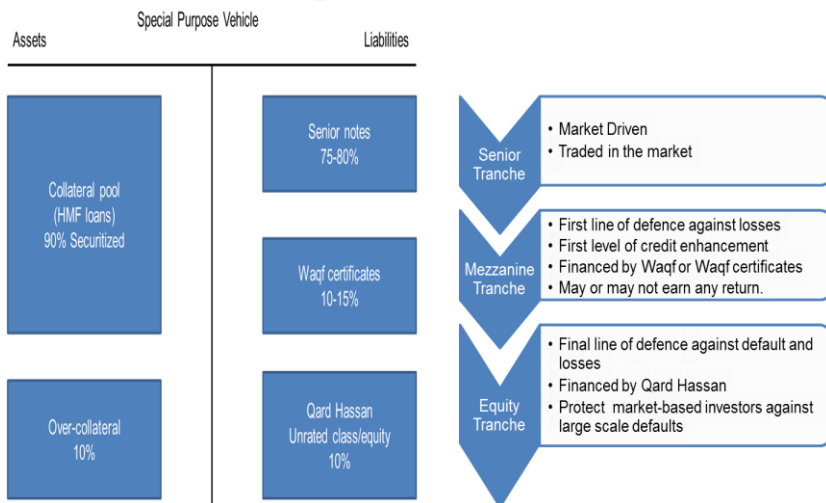 Special Purpose Vehicle
Assets
Liabilities
Collateral pool
(HMF loans)
90% Securitized
Over-collateral
10%
Senior notes
75-80%
Waqf certificates
10-15%
Qard Hassan
Unrated class/equity
10%
Senior
Tranche
• Market Driven
• Traded in the market
Mezzanine
Tranche
• First line of defence against losses
• First level of credit enhancement
• Financed by Waqf or Waqf certificates
• May or may not earn any return.
Equity
Tranche
• Final line of defence against default and
losses
• Financed by Qard Hassan
• Protect market-based investors against
large scale defaults